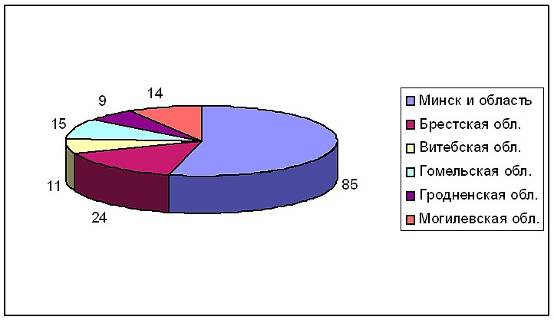 9
14
15
11
24
85
Минск и область
Брестская обл.
Витебская обл.
Гомельская обл.
Гродненская обл.
Могилевская обл.